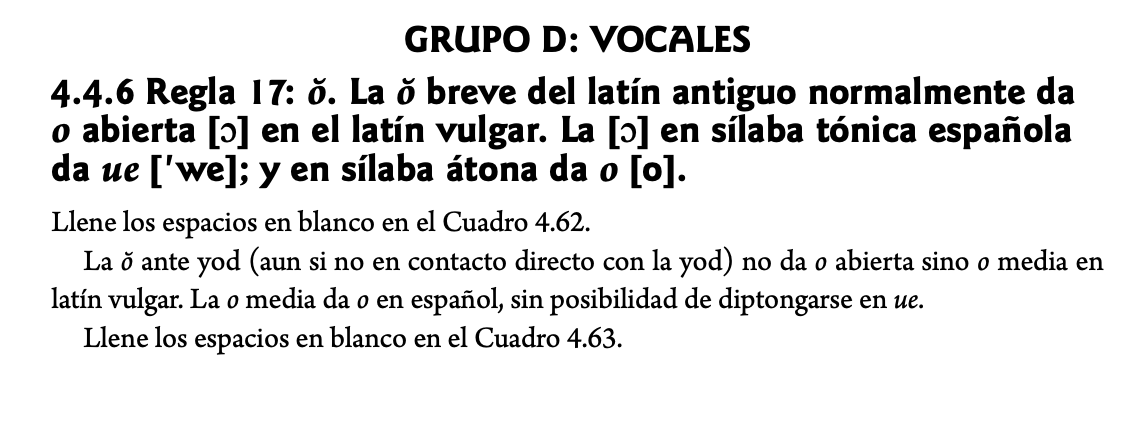 GRUPO D: VOCALES
4.4.6 Regla 17: ŏ. La ŏ breve del latín antiguo normalmente da
o abierta [ɔ] en el latín vulgar. La [ɔ] en sílaba tónica española
da ue [ˈwe]; y en sílaba átona da o [o].
Llene los espacios en blanco en el Cuadro 4.62.
La ŏ ante yod (aun si no en contacto directo con la yod) no da o abierta sino o media en
latín vulgar. La o media da o en español, sin posibilidad de diptongarse en ue.
Llene los espacios en blanco en el Cuadro 4.63.